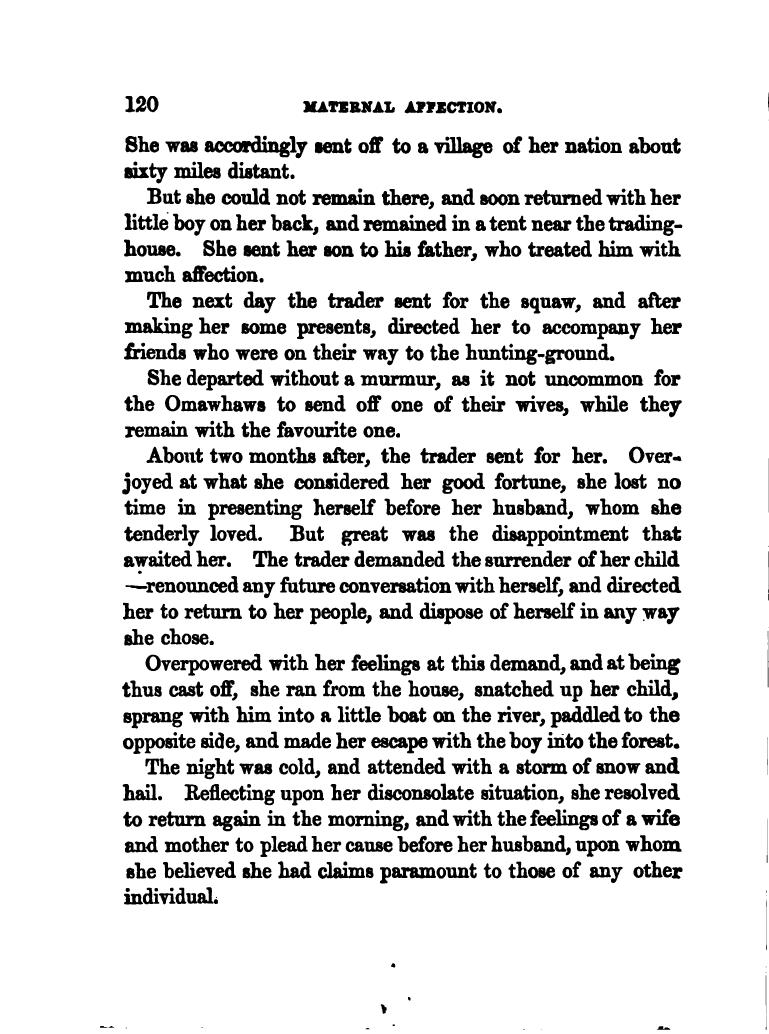 120 MATERNAL AFFECTION.
She was accordingly sent off to a village of her nation about
sixty miles distant.
But she could not remain there, and soon returned with her
little boy on her back, and remained in a tent near the trading-
house. She sent her son to his father, who treated him with
much affection.
The next day the trader sent for the squaw, and after
making her some presents, directed her to accompany her
friends who were on their way to the hunting-ground.
She departed without a murmur, as it not uncommon for
the Omawhaws to send off one of their wives, while they
remain with the favourite one.
About two months after, the trader sent for her. Over-
joyed at what she considered her good fortune, she lost no
time in presenting herself before her husband, whom she
tenderly loved. But great was the disappointment that
awaited her. The trader demanded the surrender of her child
—renounced any future conversation with herself, and directed
her to return to her people, and dispose of herself in any way
she chose.
Overpowered with her feelings at this demand, and at being
thus cast off, she ran from the house, snatched up her child,
sprang with him into a little boat on the river, paddled to the
opposite side, and made her escape with the boy into the forest.
The night was cold, and attended with a storm of snow and
hail. Reflecting upon her disconsolate situation, she resolved
to return again in the morning, and with the feelings of a wife
and mother to plead her cause before her husband, upon whom
she believed she had claims paramount to those of any other
individual.